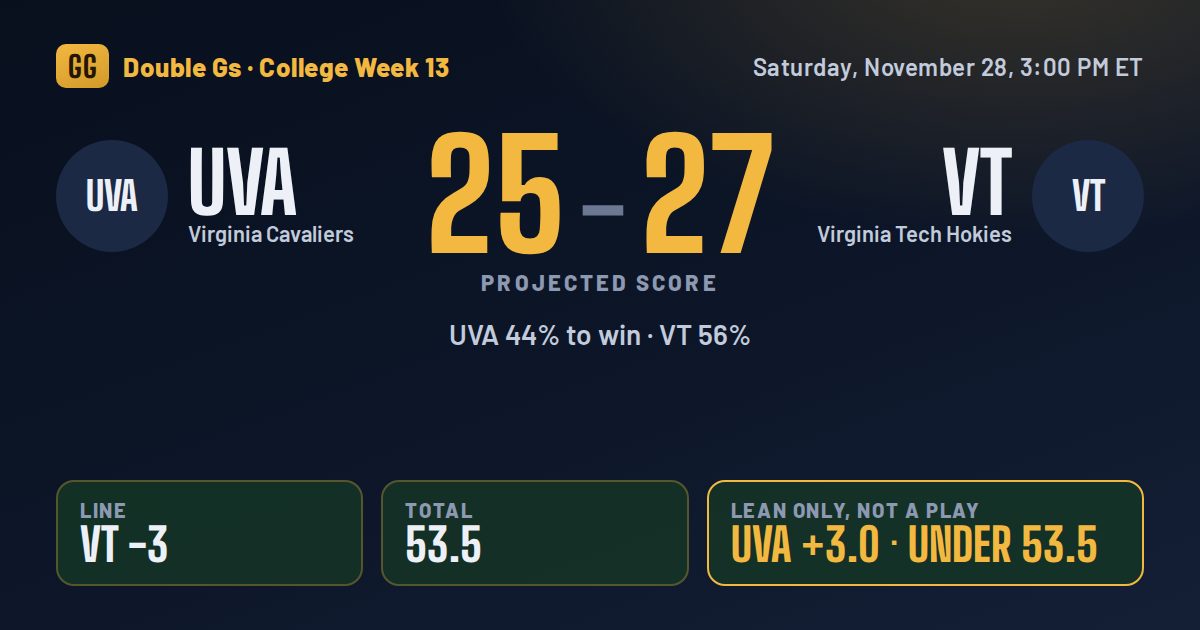 GG Double Gs · College Week 13
Saturday, November 28, 3:00 PM ET
UVA
UVA
Virginia Cavaliers
25 – 27
PROJECTED SCORE
UVA 44% to win · VT 56%
VT
Virginia Tech Hokies
VT
LINE
VT −3
TOTAL
53.5
LEAN ONLY, NOT A PLAY
UVA +3.0 · UNDER 53.5